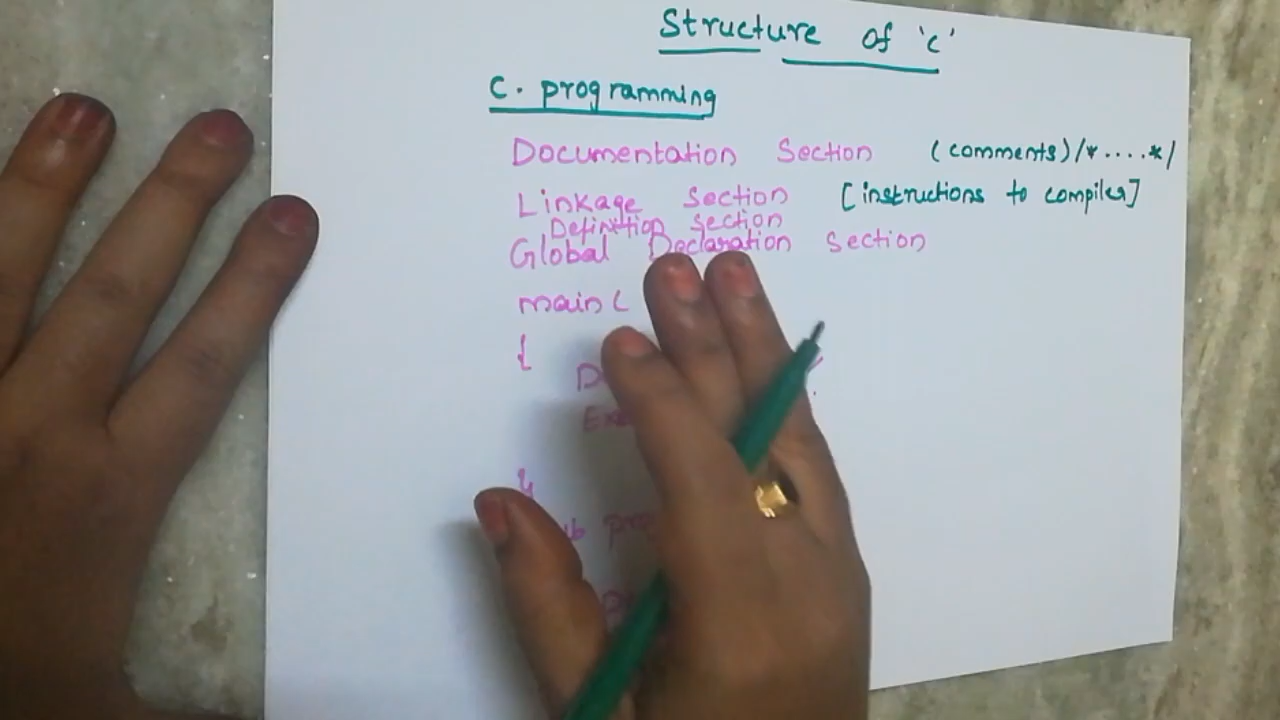 Structure of 'c'
C. programming
Documentation Section (comments) /*....*/
Linkage Section [instructions to compiler]
Definition Section
Global Declaration Section
main (
{
}